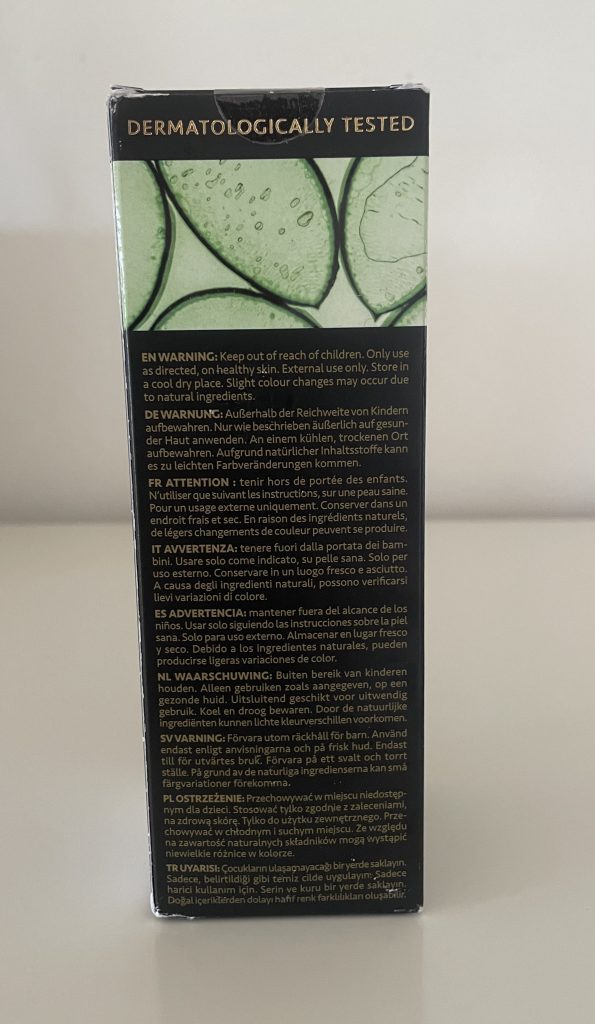 DERMATOLOGICALLY TESTED
EN WARNING: Keep out of reach of children. Only use
as directed, on healthy skin. External use only. Store in
a cool dry place. Slight colour changes may occur due
to natural ingredients.
DE WARNUNG: Außerhalb der Reichweite von Kindern
aufbewahren. Nur wie beschrieben äußerlich auf gesun-
der Haut anwenden. An einem kühlen, trockenen Ort
aufbewahren. Aufgrund natürlicher Inhaltsstoffe kann
es zu leichten Farbveränderungen kommen.
FR ATTENTION : tenir hors de portée des enfants.
N'utiliser que suivant les instructions, sur une peau saine.
Pour un usage externe uniquement. Conserver dans un
endroit frais et sec. En raison des ingrédients naturels,
de légers changements de couleur peuvent se produire.
IT AVVERTENZA: tenere fuori dalla portata dei bam-
bini. Usare solo come indicato, su pelle sana. Solo per
uso esterno. Conservare in un luogo fresco e asciutto.
A causa degli ingredienti naturali, possono verificarsi
lievi variazioni di colore.
ES ADVERTENCIA: mantener fuera del alcance de los
niños. Usar solo siguiendo las instrucciones sobre la piel
sana. Solo para uso externo. Almacenar en lugar fresco
y seco. Debido a los ingredientes naturales, pueden
producirse ligeras variaciones de color.
NL WAARSCHUWING: Buiten bereik van kinderen
houden. Alleen gebruiken zoals aangegeven, op een
gezonde huid. Uitsluitend geschikt voor uitwendig
gebruik. Koel en droog bewaren. Door de natuurlijke
ingrediënten kunnen lichte kleurverschillen voorkomen.
SV VARNING: Förvara utom räckhåll för barn. Använd
endast enligt anvisningarna och på frisk hud. Endast
till för utvärtes bruk. Förvara på ett svalt och torrt
ställe. På grund av de naturliga ingredienserna kan små
färgvariationer förekomma.
PL OSTRZEŻENIE: Przechowywać w miejscu niedostęp-
nym dla dzieci. Stosować tylko zgodnie z zaleceniami,
na zdrową skórę. Tylko do użytku zewnętrznego. Prze-
chowywać w chłodnym i suchym miejscu. Ze względu
na zawartość naturalnych składników mogą wystąpić
niewielkie różnice w kolorze.
TR UYARISI: Çocukların ulaşamayacağı bir yerde saklayın.
Sadece, belirtildiği gibi temiz cilde uygulayım. Sadece
harici kullanım için. Serin ve kuru bir yerde saklayın.
Doğal içeriklerden dolayı hafif renk farklılıkları oluşabilir.